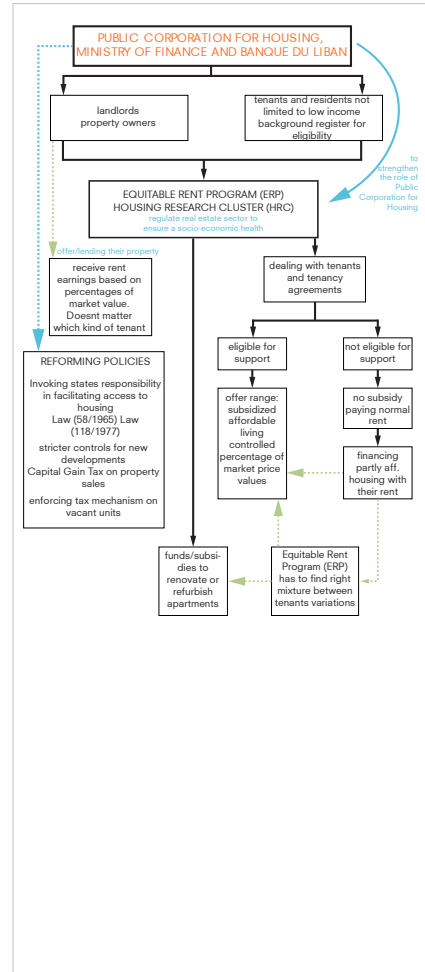 PUBLIC CORPORATION FOR HOUSING,
MINISTRY OF FINANCE AND BANQUE DU LIBAN
landlords
property owners
tenants and residents not
limited to low income
background register for
eligibility
to
strengthen
the role of
Public
Corporation for
Housing
EQUITABLE RENT PROGRAM (ERP)
HOUSING RESEARCH CLUSTER (HRC)
regulate real estate sector to
ensure a socio-economic health
offer/lending their property
receive rent
earnings based on
percentages of
market value.
Doesnt matter
which kind of tenant
dealing with tenants
and tenancy
agreements
eligible for
support
not eligible for
support
REFORMING POLICIES
Invoking states responsibility
in facilitating access to
housing
Law (58/1965) Law
(118/1977)
stricter controls for new
developments
Capital Gain Tax on property
sales
enforcing tax mechanism on
vacant units
offer range:
subsidized
affordable
living
controlled
percentage of
market price
values
no subsidy
paying normal
rent
financing
partly aff.
housing with
their rent
funds/subsi-
dies to
renovate or
refurbish
apartments
Equitable Rent
Program (ERP)
has to find right
mixture between
tenants variations